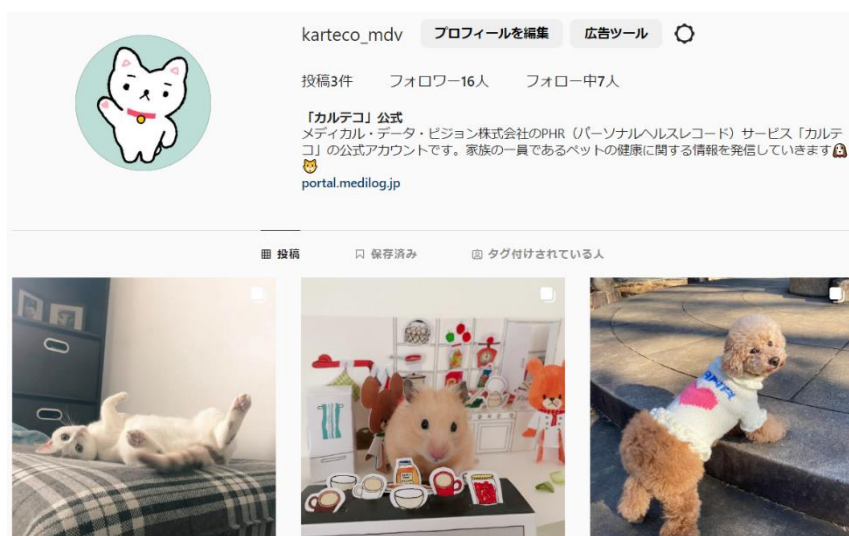 karteco_mdv プロフィールを編集 広告ツール
投稿3件 フォロワー16人 フォロー中7人
「カルテコ」公式
メディカル・データ・ビジョン株式会社のPHR（パーソナルヘルスレコード）サービス「カルテ
コ」の公式アカウントです。家族の一員であるペットの健康に関する情報を発信していきます🐶
🐱
portal.medilog.jp
投稿 保存済み タグ付けされている人